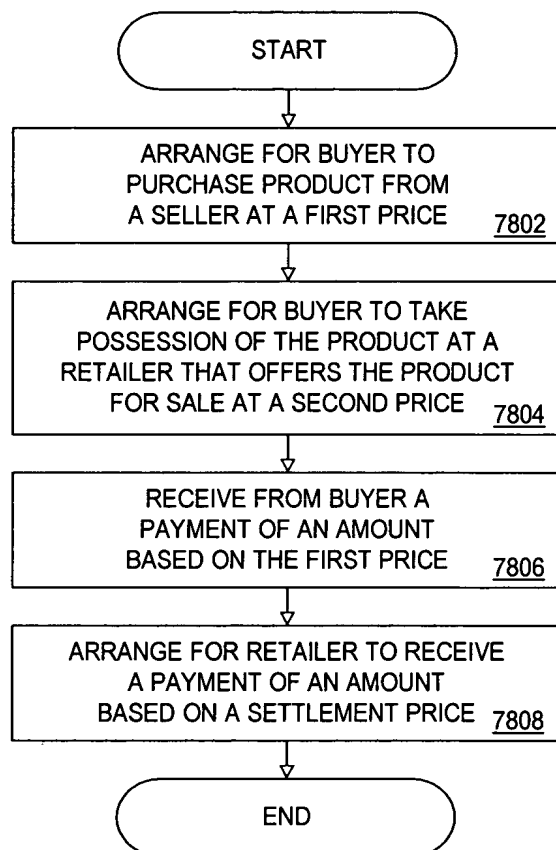 START
ARRANGE FOR BUYER TO
PURCHASE PRODUCT FROM
A SELLER AT A FIRST PRICE
7802
ARRANGE FOR BUYER TO TAKE
POSSESSION OF THE PRODUCT AT A
RETAILER THAT OFFERS THE PRODUCT
FOR SALE AT A SECOND PRICE
7804
RECEIVE FROM BUYER A
PAYMENT OF AN AMOUNT
BASED ON THE FIRST PRICE
7806
ARRANGE FOR RETAILER TO RECEIVE
A PAYMENT OF AN AMOUNT
BASED ON A SETTLEMENT PRICE
7808
END